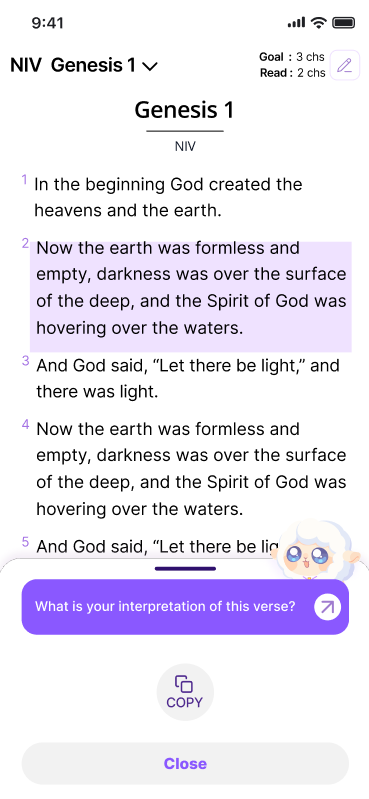 9:41
NIV Genesis 1
Goal : 3 chs
Read : 2 chs
Genesis 1
NIV
1 In the beginning God created the
heavens and the earth.
2 Now the earth was formless and
empty, darkness was over the surface
of the deep, and the Spirit of God was
hovering over the waters.
3 And God said, “Let there be light,” and
there was light.
4 Now the earth was formless and
empty, darkness was over the surface
of the deep, and the Spirit of God was
hovering over the waters.
5 And God said, “Let there be lig
What is your interpretation of this verse?
COPY
Close